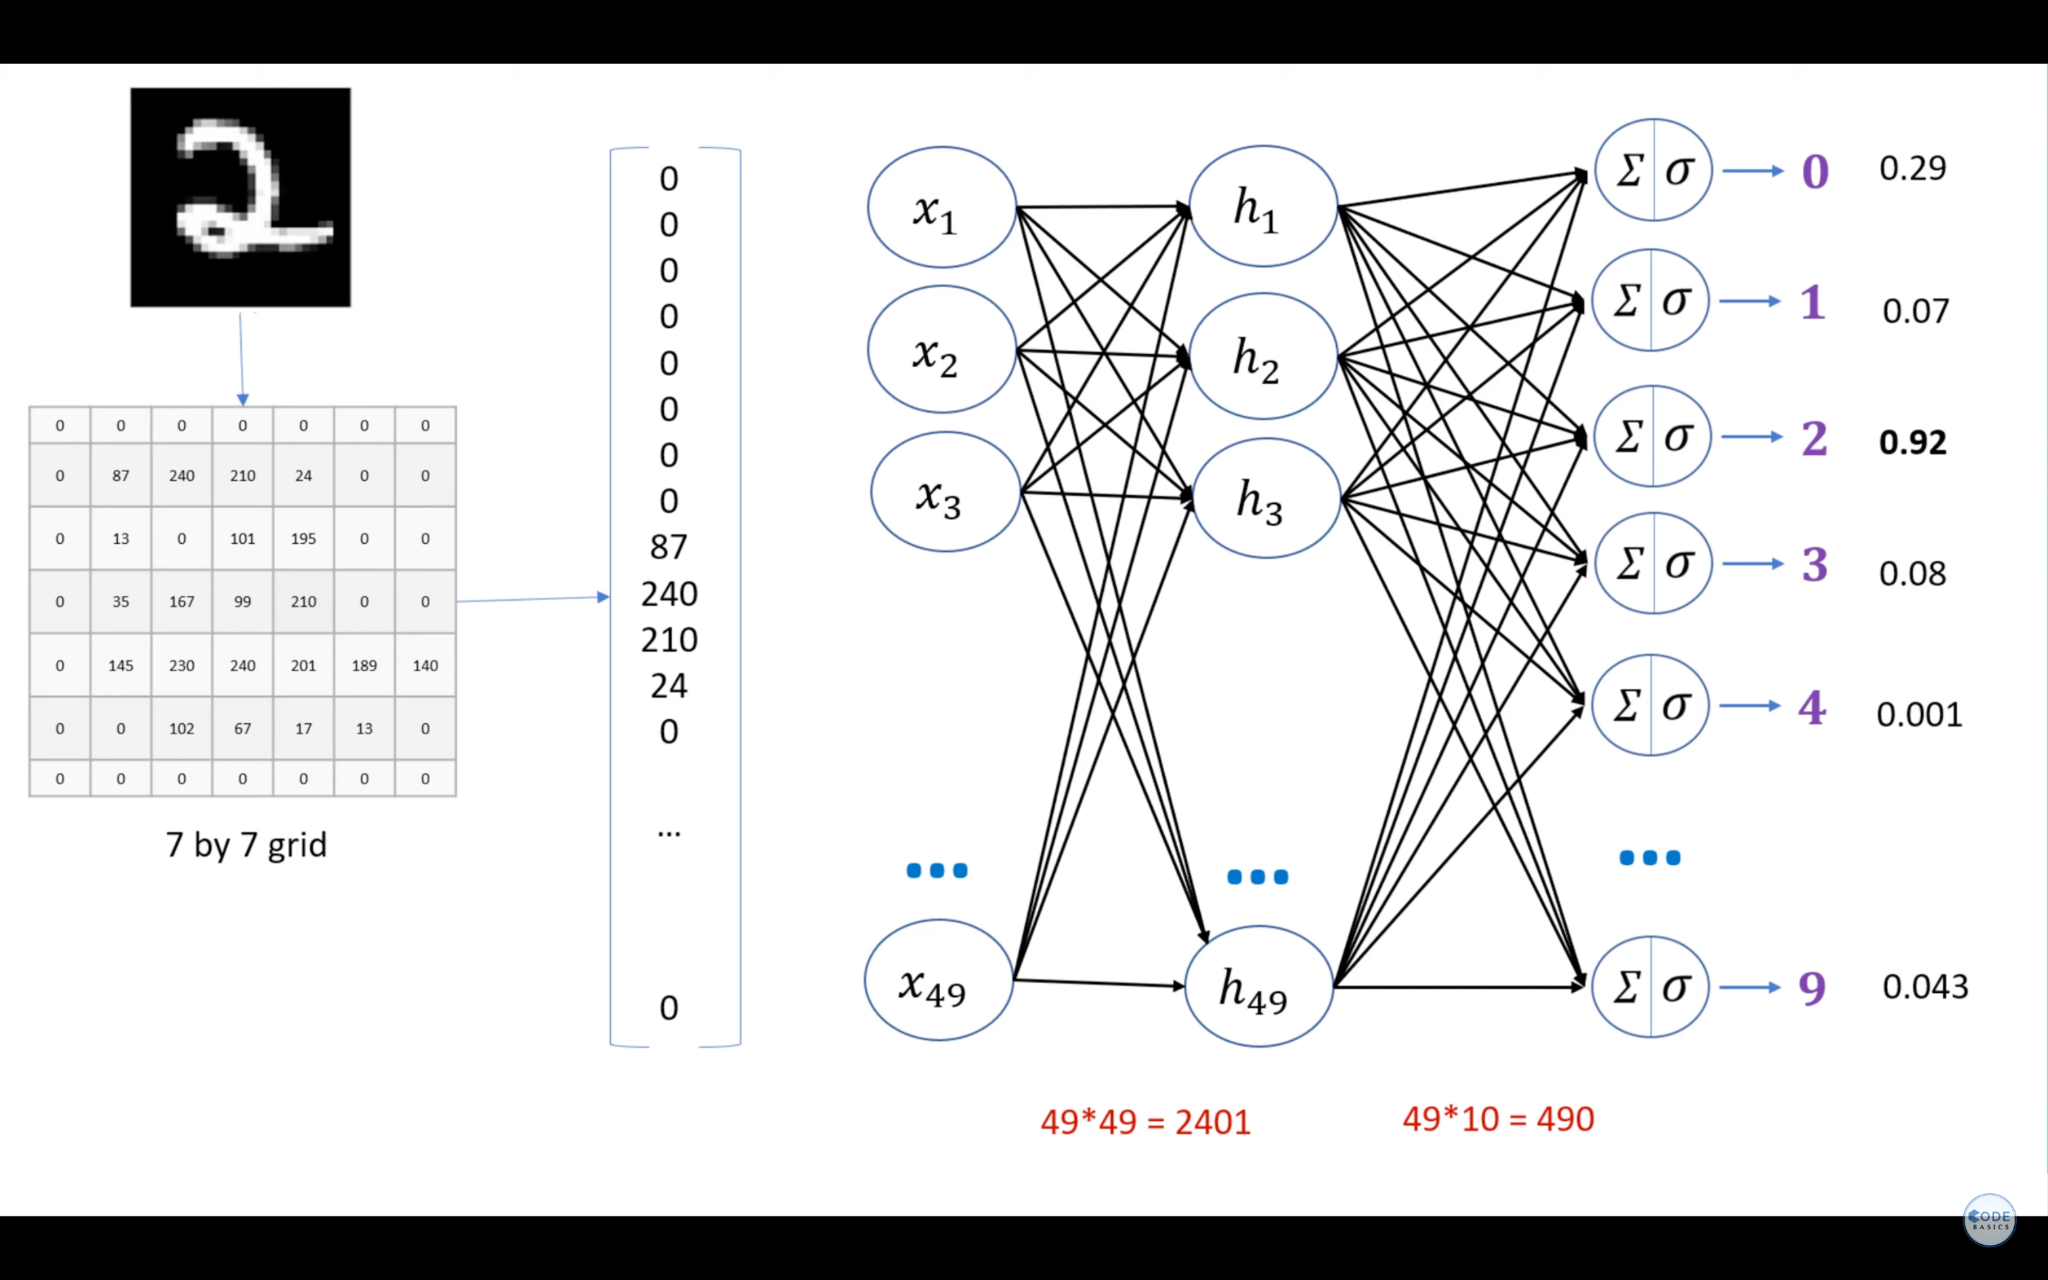 0 0 0 0 0 0 0
0 87 240 210 24 0 0
0 13 0 101 195 0 0
0 35 167 99 210 0 0
0 145 230 240 201 189 140
0 0 102 67 17 13 0
0 0 0 0 0 0 0
7 by 7 grid
0
0
0
0
0
0
0
0
87
240
210
24
0
...
0
x₁
x₂
x₃
...
x₄₉
h₁
h₂
h₃
...
h₄₉
Σ σ 0 0.29
Σ σ 1 0.07
Σ σ 2 0.92
Σ σ 3 0.08
Σ σ 4 0.001
...
Σ σ 9 0.043
49*49 = 2401
49*10 = 490
CODE
BASICS